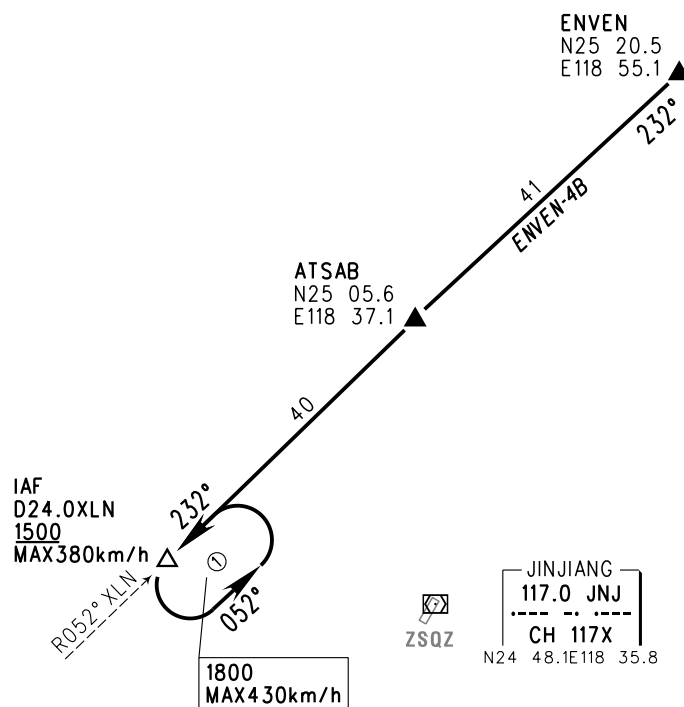 ENVEN
N25 20.5
E118 55.1
232°
41
ENVEN-4B
ATSAB
N25 05.6
E118 37.1
40
IAF
D24.0XLN
1500
MAX380km/h
232°
1
052°
R052° XLN
1800
MAX430km/h
ZSQZ
JINJIANG
117.0 JNJ
CH 117X
N24 48.1E118 35.8